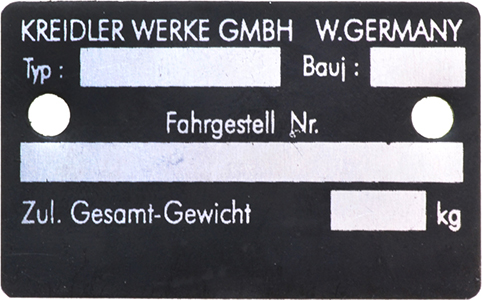 KREIDLER WERKE GMBH W.GERMANY
Typ : Bauj :
Fahrgestell Nr.
Zul. Gesamt-Gewicht kg